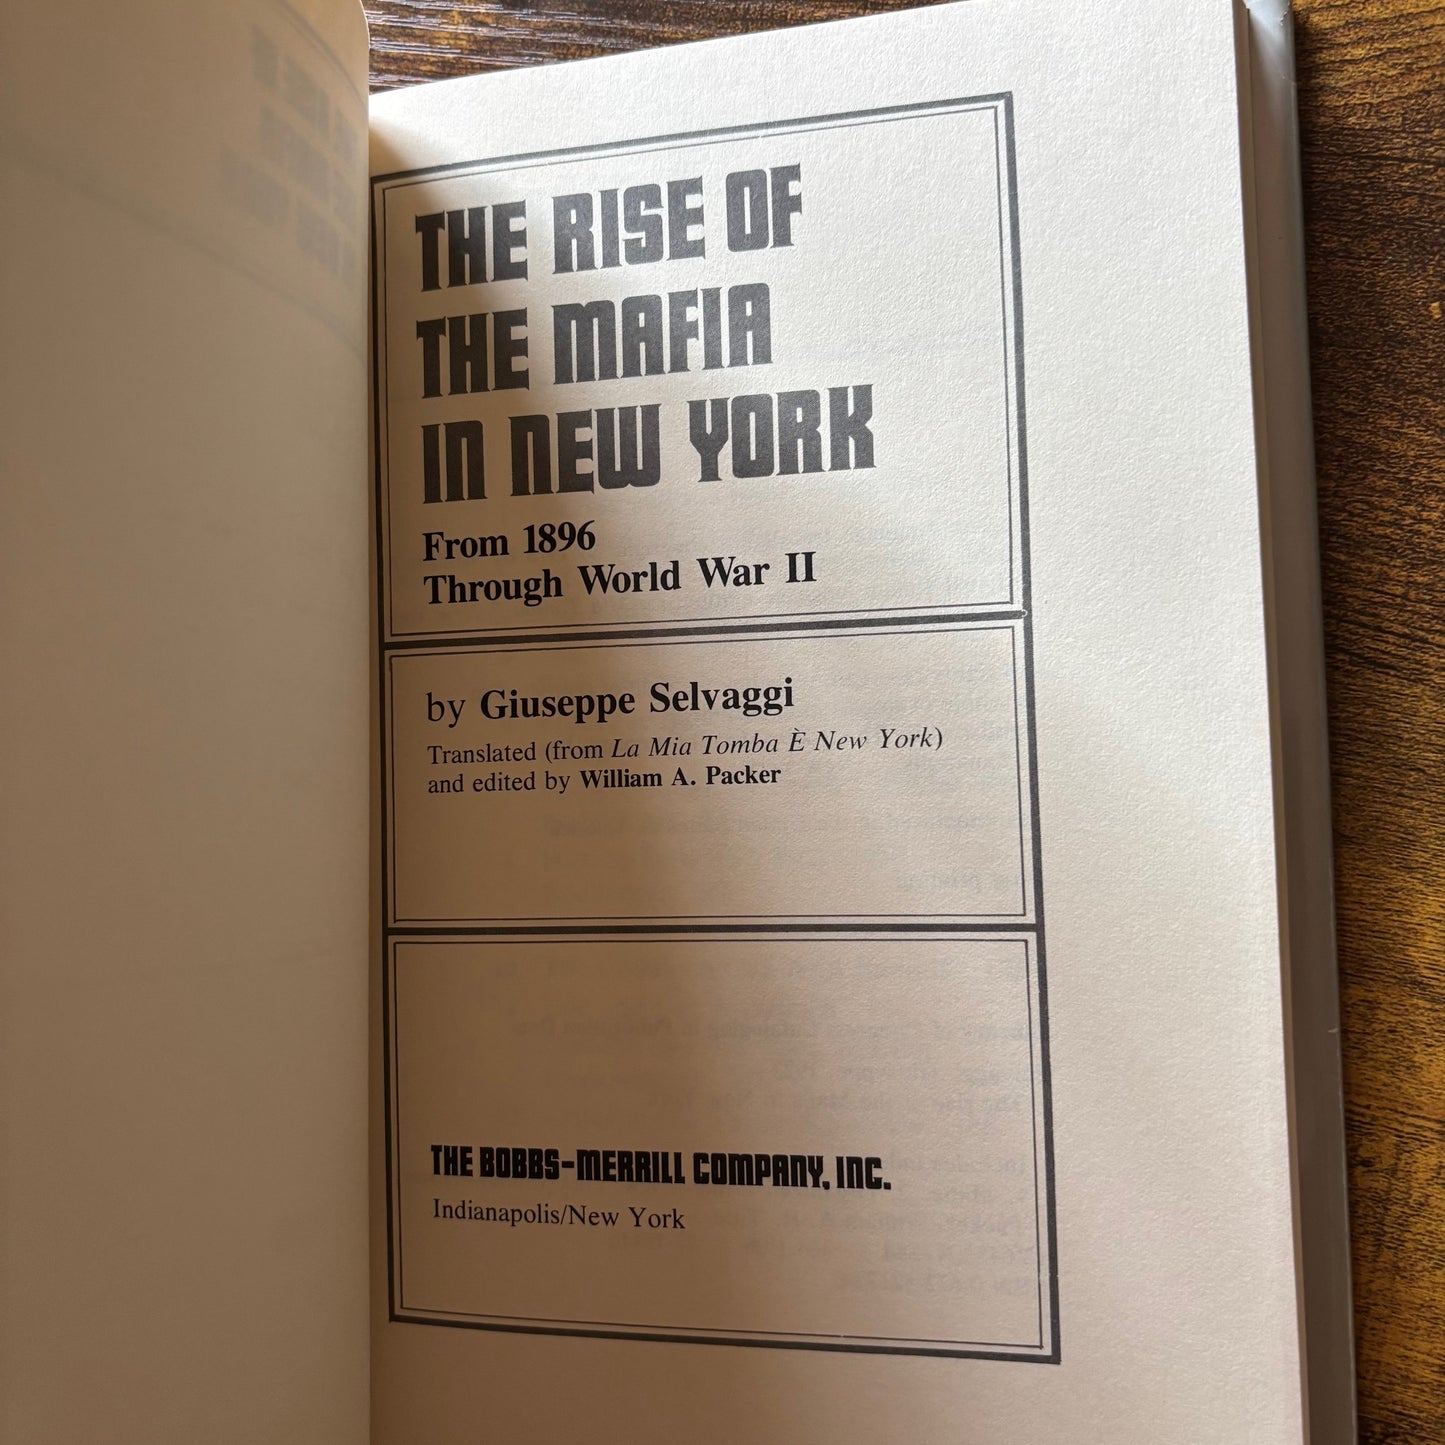 THE RISE OF
THE MAFIA
IN NEW YORK
From 1896
Through World War II
by Giuseppe Selvaggi
Translated (from La Mia Tomba È New York)
and edited by William A. Packer
THE BOBBS-MERRILL COMPANY, INC.
Indianapolis/New York